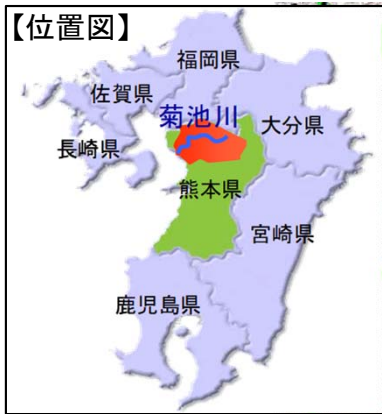 【位置図】
福岡県
佐賀県
菊池川
大分県
長崎県
熊本県
宮崎県
鹿児島県